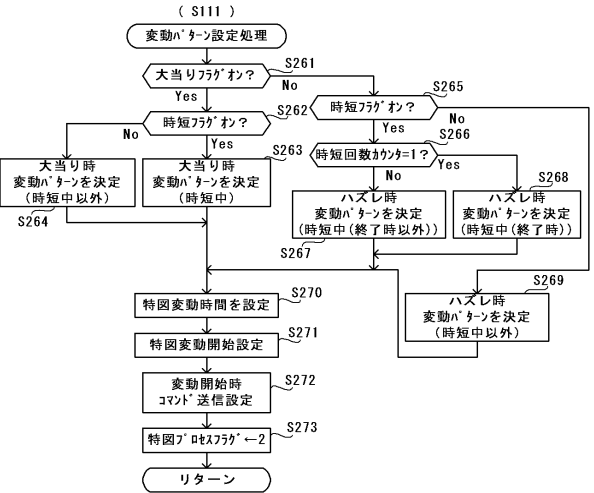 ( S111 )
変動ﾊﾟﾀｰﾝ設定処理
S261
大当りﾌﾗｸﾞｵﾝ?
No
Yes
S262
時短ﾌﾗｸﾞｵﾝ?
No
Yes
S265
時短ﾌﾗｸﾞｵﾝ?
No
Yes
S266
時短回数ｶｳﾝﾀ=1?
No
Yes
S263
大当り時
変動ﾊﾟﾀｰﾝを決定
(時短中以外)
S264
大当り時
変動ﾊﾟﾀｰﾝを決定
(時短中)
ハズレ時
変動ﾊﾟﾀｰﾝを決定
(時短中(終了時以外))
S267
S268
ハズレ時
変動ﾊﾟﾀｰﾝを決定
(時短中(終了時))
S269
ハズレ時
変動ﾊﾟﾀｰﾝを決定
(時短中以外)
S270
特図変動時間を設定
S271
特図変動開始設定
S272
変動開始時
ｺﾏﾝﾄﾞ送信設定
S273
特図ﾌﾟﾛｾｽﾌﾗｸﾞ←2
リターン